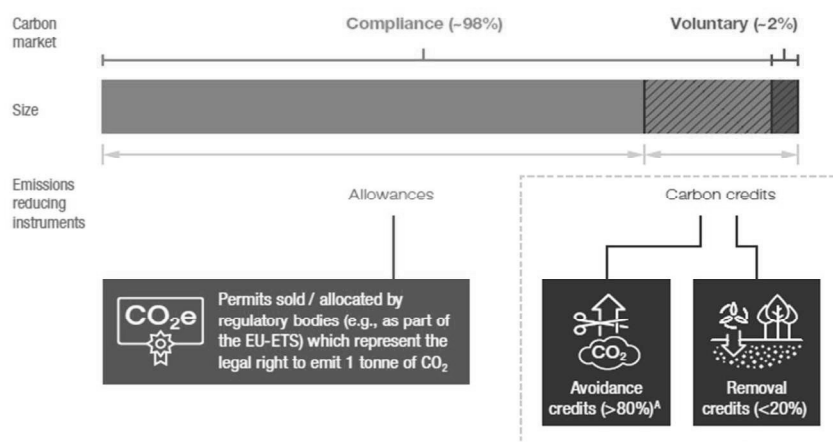 Carbon
market
Compliance (~98%)
Voluntary (~2%)
Size
Emissions
reducing
instruments
Allowances
Carbon credits
CO₂e
Permits sold / allocated by
regulatory bodies (e.g., as part of
the EU-ETS) which represent the
legal right to emit 1 tonne of CO₂
CO₂
Avoidance
credits (>80%)ᴬ
Removal
credits (<20%)